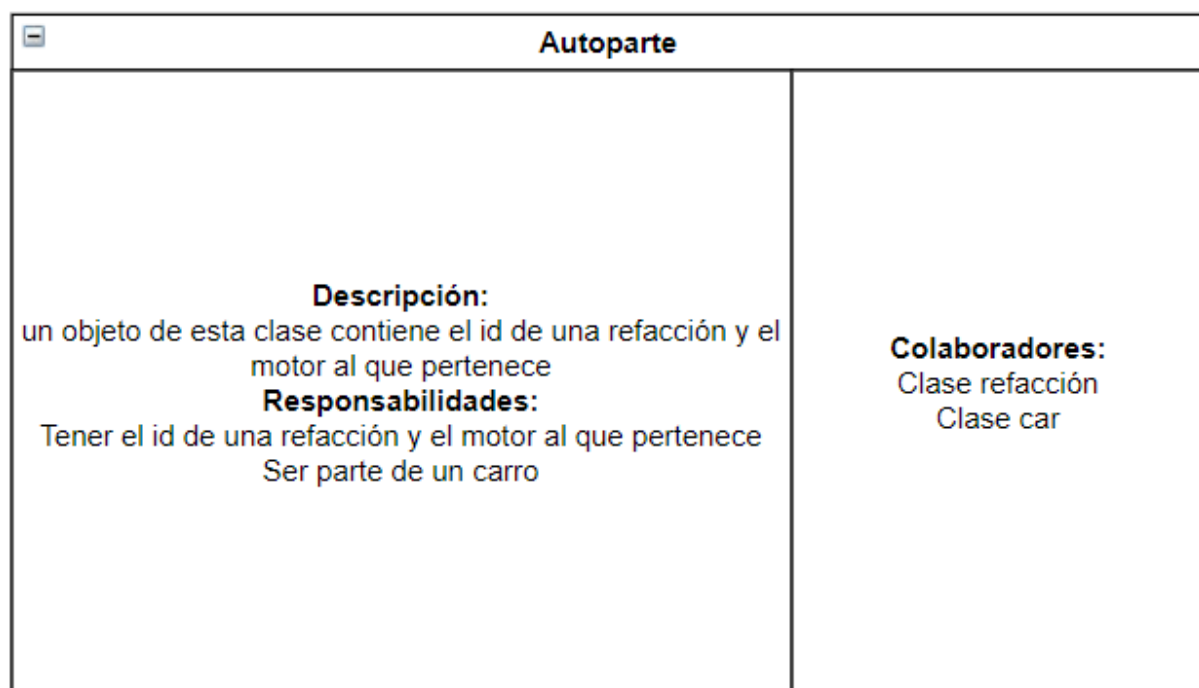 Autoparte
Descripción:
un objeto de esta clase contiene el id de una refacción y el
motor al que pertenece
Responsabilidades:
Tener el id de una refacción y el motor al que pertenece
Ser parte de un carro
Colaboradores:
Clase refacción
Clase car